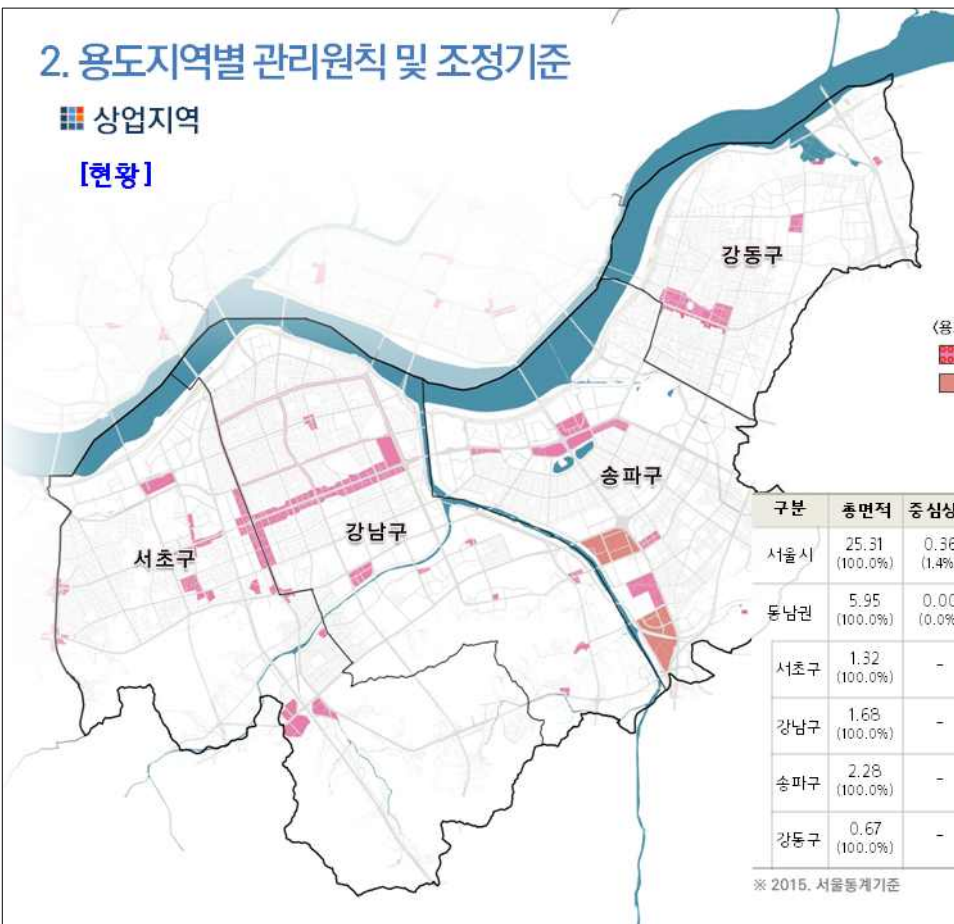 2. 용도지역별 관리원칙 및 조정기준
상업지역
[현황]
강동구
송파구
강남구
서초구
<용
구분 총면적 중심상
서울시 25.31 0.36
(100.0%) (1.4%
동남권 5.95 0.00
(100.0%) (0.0%
서초구 1.32 -
(100.0%)
강남구 1.68 -
(100.0%)
송파구 2.28 -
(100.0%)
강동구 0.67 -
(100.0%)
※ 2015. 서울통계기준